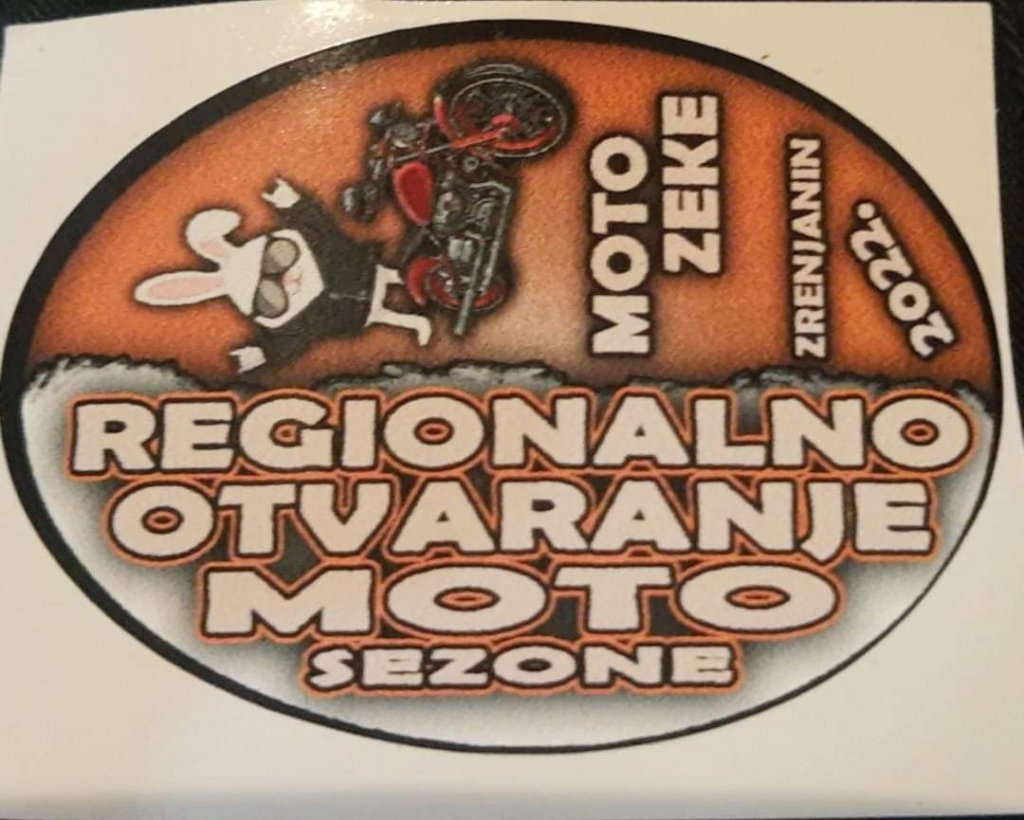 MOTO
ZEKE
ZRENJANIN
2022.
REGIONALNO
OTVARANJE
MOTO
SEZONE